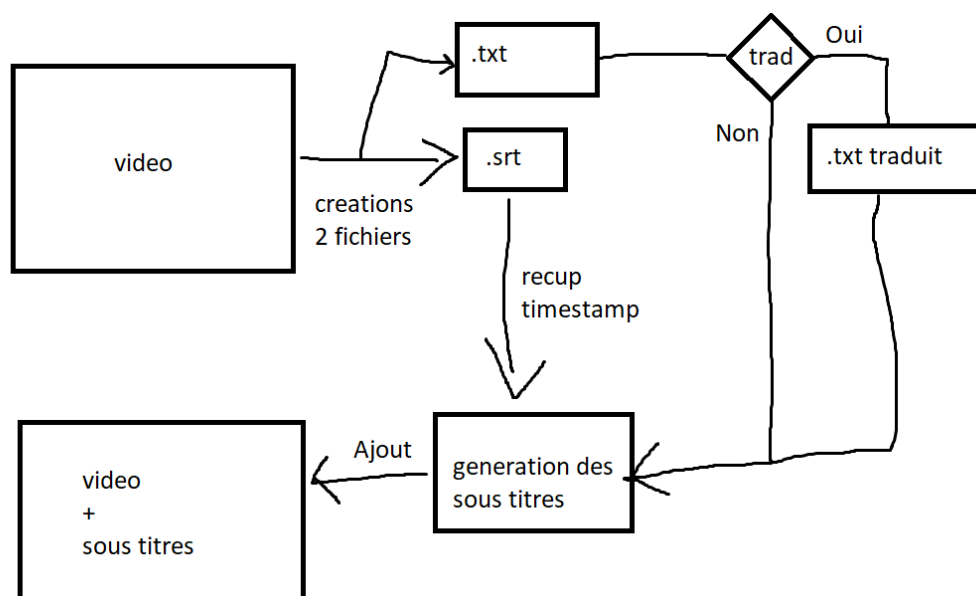 .txt
trad
Oui
video
.srt
Non
.txt traduit
creations
2 fichiers
recup
timestamp
Ajout
generation des
sous titres
video
+
sous titres